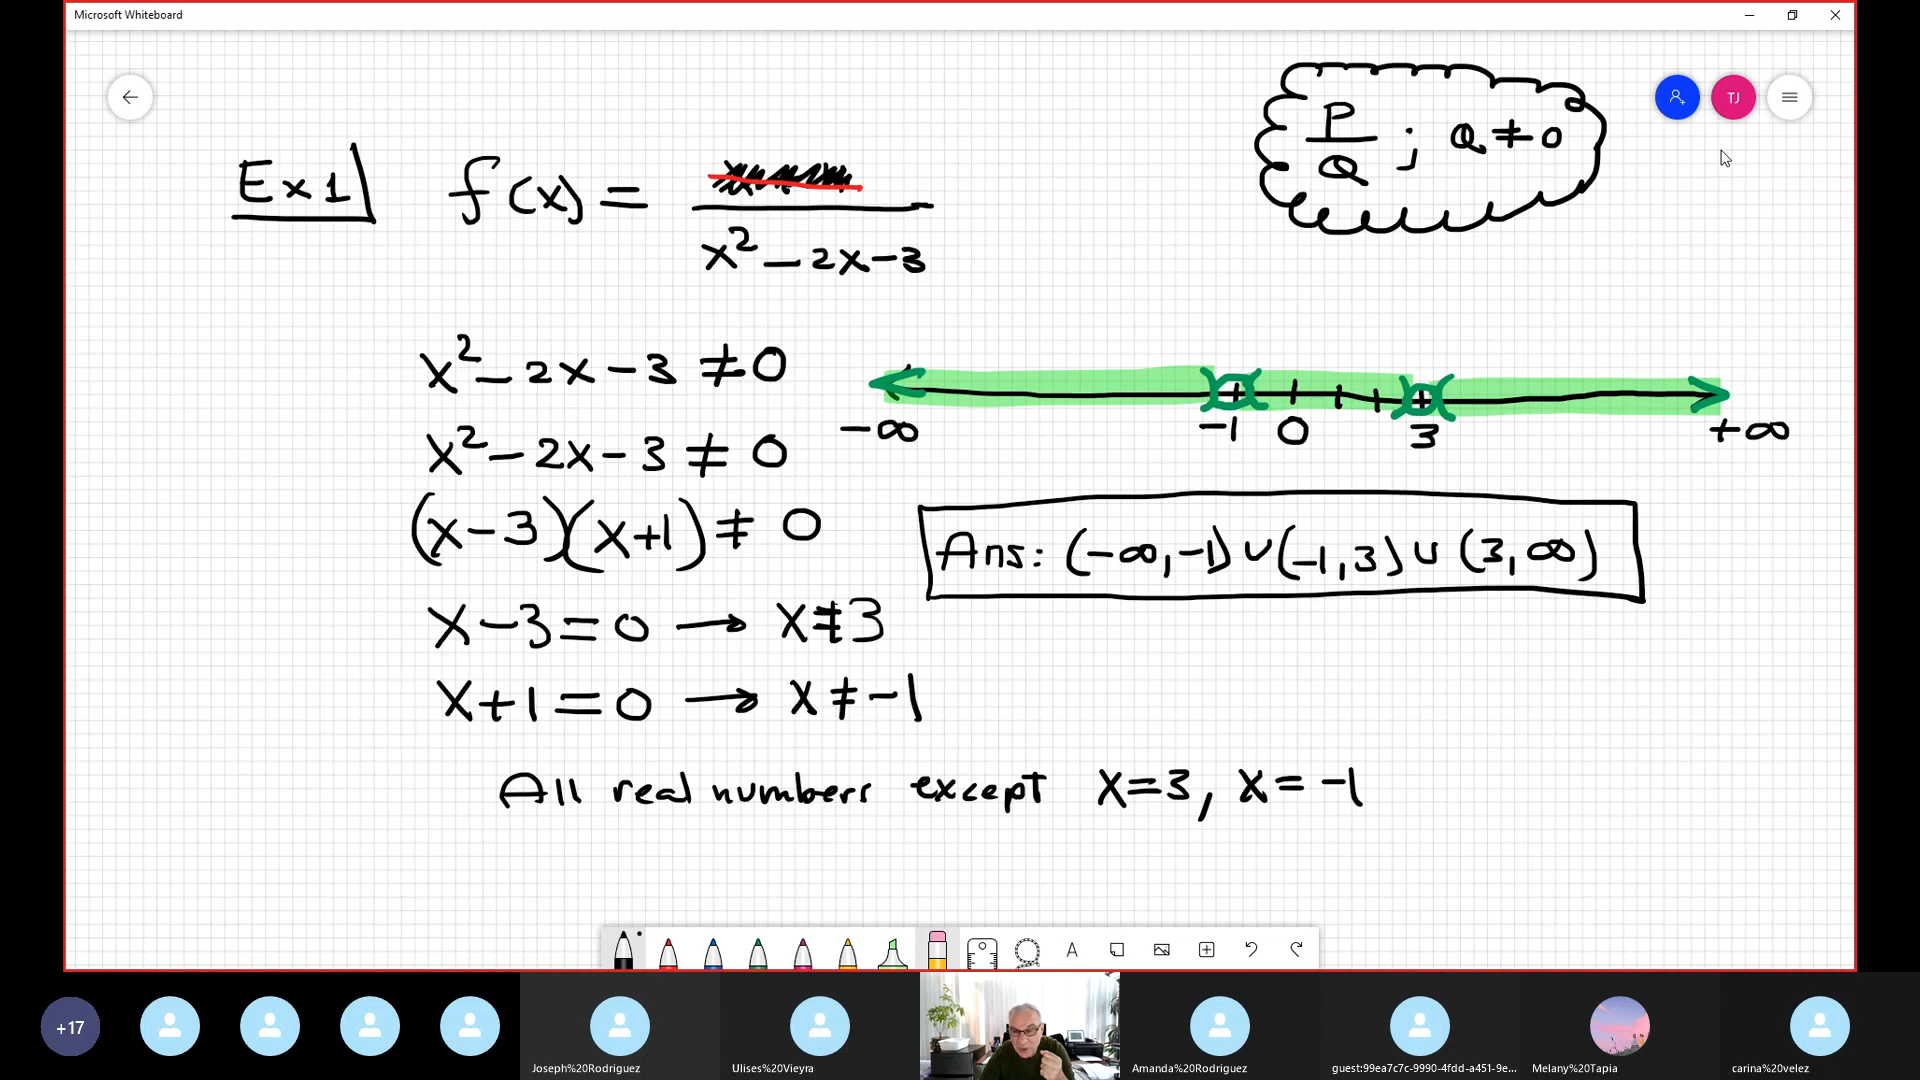 Microsoft Whiteboard
TJ
P/Q ; Q ≠ 0
Ex 1 f(x) =
x² - 2x - 3
x² - 2x - 3 ≠ 0
-∞ -1 0 3 +∞
x² - 2x - 3 ≠ 0
(x - 3)(x + 1) ≠ 0
Ans: (-∞, -1) ∪ (-1, 3) ∪ (3, ∞)
x - 3 = 0 → x ≠ 3
x + 1 = 0 → x ≠ -1
All real numbers except x = 3, x = -1
A
+17
Joseph%20Rodriguez
Ulises%20Vieyra
Amanda%20Rodriguez
guest:99ea7c7c-9990-4fdd-a451-9e...
Melany%20Tapia
carina%20velez